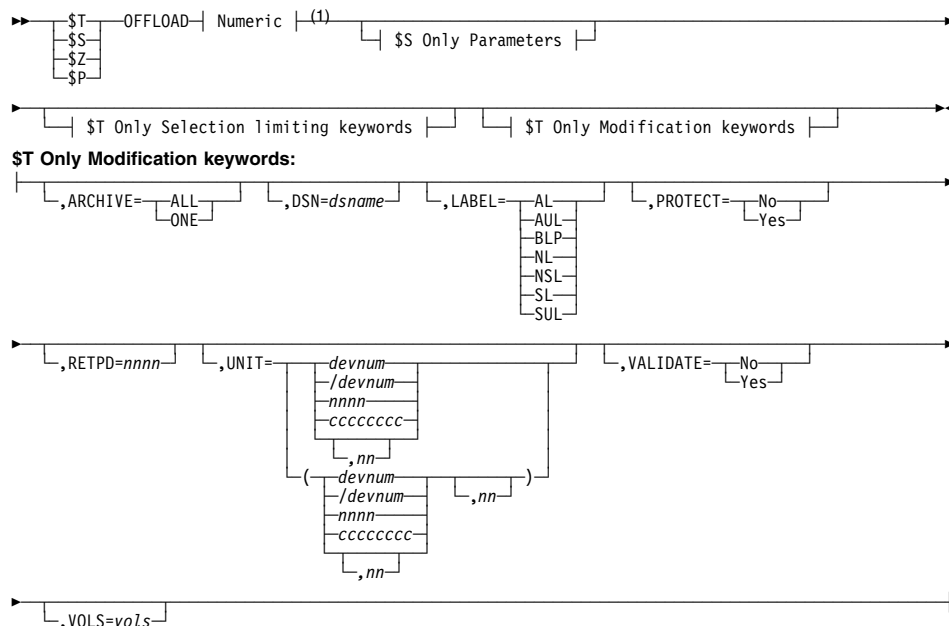 $T OFFLOAD Numeric (1)
$S $S Only Parameters
$Z
$P
$T Only Selection limiting keywords $T Only Modification keywords
$T Only Modification keywords:
,ARCHIVE= ALL ,DSN=dsname ,LABEL= AL ,PROTECT= No
ONE AUL Yes
BLP
NL
NSL
SL
SUL
,RETPD=nnnn ,UNIT= devnum ,VALIDATE= No
/devnum Yes
nnnn
cccccccc
,nn
( devnum )
/devnum ,nn
nnnn
cccccccc
,nn
,VOLS=vols